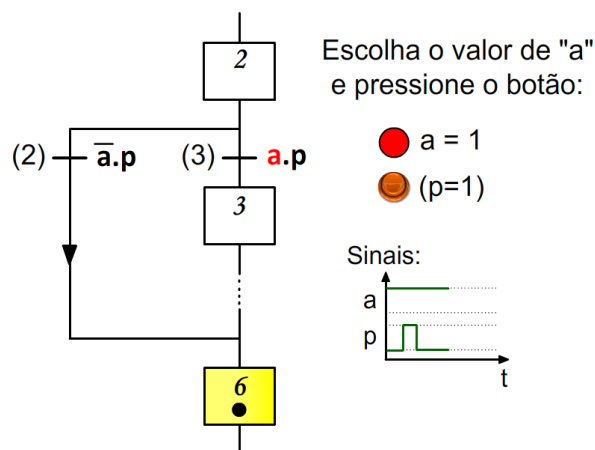 2
Escolha o valor de "a"
e pressione o botão:
a = 1
(2)
a̅.p
(3)
a.p
(p=1)
3
Sinais:
a
p
t
6